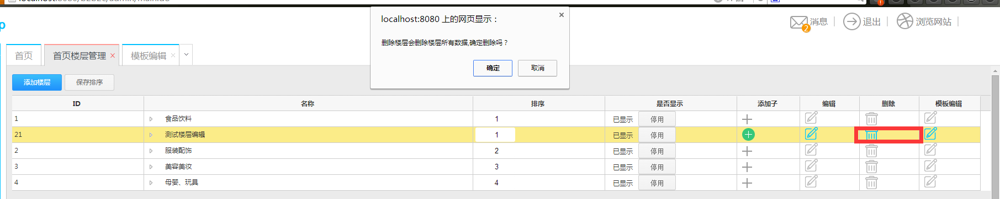 localhost:8080 上的网页显示：
删除楼层会删除楼层所有数据,确定删除吗？
确定 取消
消息 2 退出 浏览网站
首页 首页楼层管理 模板编辑
添加楼层 保存排序
ID 名称 排序 是否显示 添加子 编辑 删除 模板编辑
1 食品饮料 1 已显示 停用
21 测试楼层编辑 1 已显示 停用
2 服装配饰 2 已显示 停用
3 美容美妆 3 已显示 停用
4 母婴、玩具 4 已显示 停用